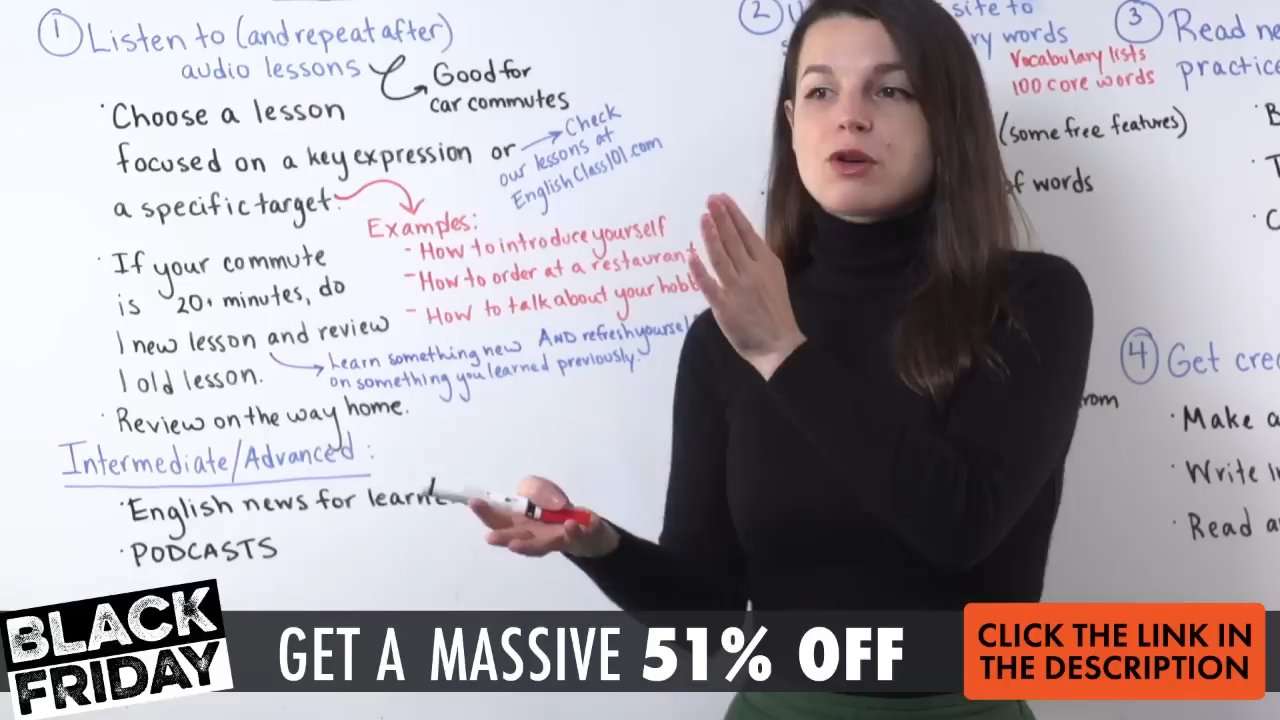 1 Listen to (and repeat after)
audio lessons
Good for
car commutes
· Choose a lesson
focused on a key expression or
a specific target.
Check
our lessons at
EnglishClass101.com
Examples:
- How to introduce yourself
- How to order at a restaurant
- How to talk about your hobb
· If your commute
is 20+ minutes, do
1 new lesson and review
1 old lesson.
Learn something new AND refresh yoursel
on something you learned previously.
· Review on the way home.
Intermediate/Advanced:
· English news for learne
· PODCASTS
2
site to
ry words
Vocabulary lists
100 core words
(some free features)
of words
rom
3 Read ne
practice
B
T
C
4 Get crea
· Make a
· Write in
· Read a
BLACK
FRIDAY
GET A MASSIVE 51% OFF
CLICK THE LINK IN
THE DESCRIPTION